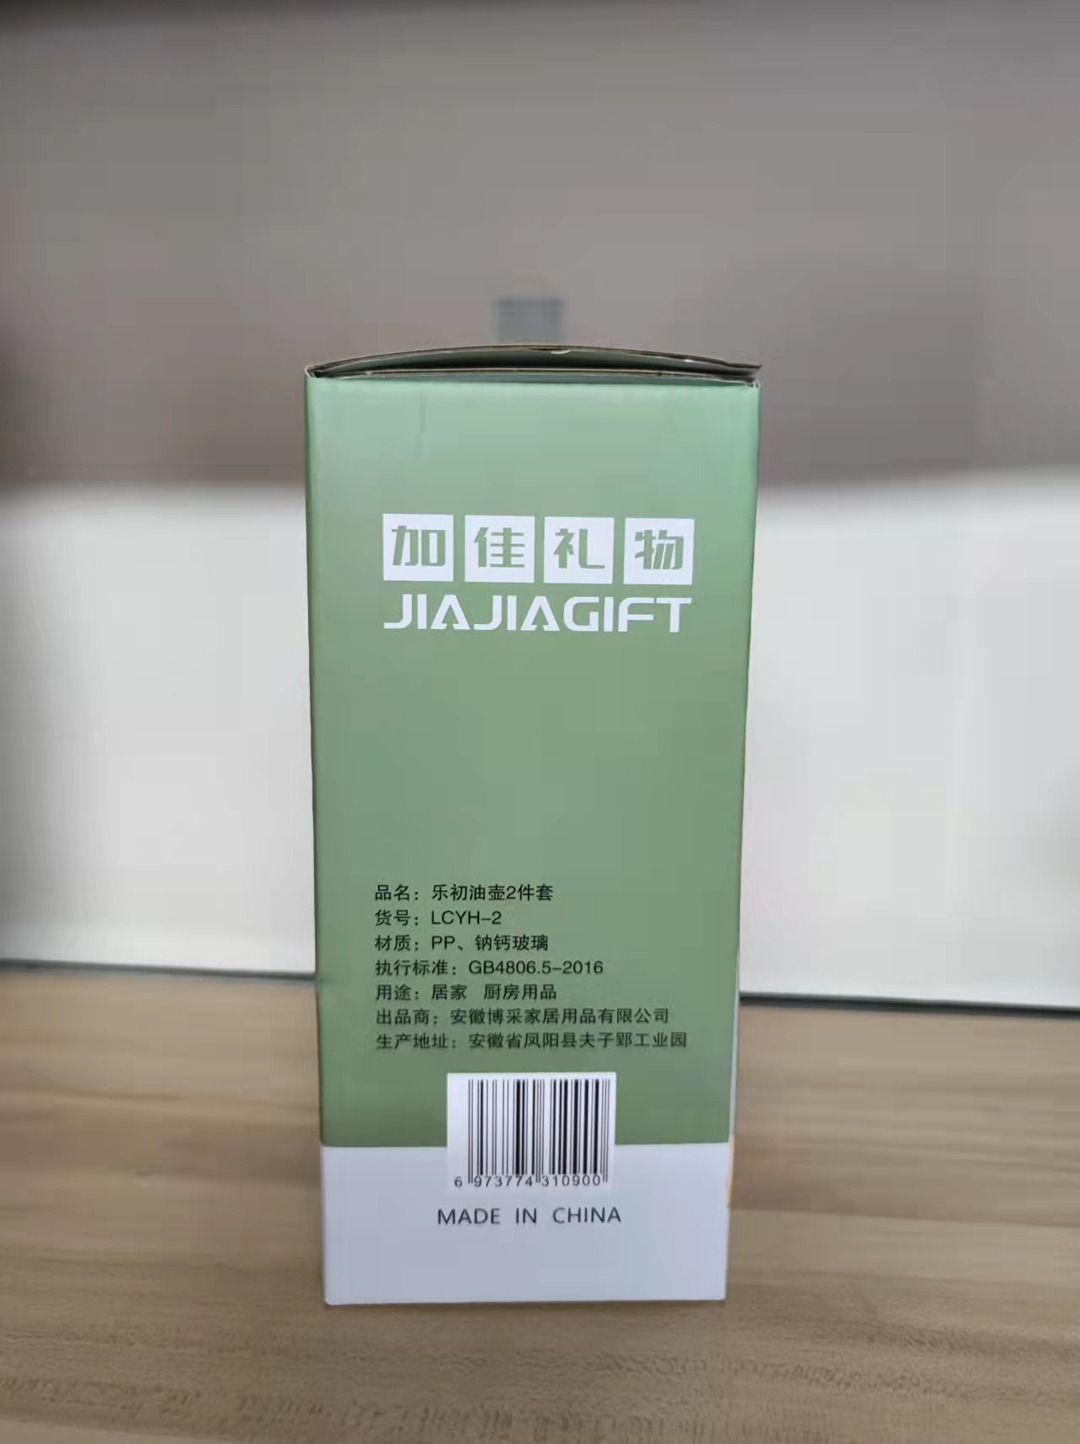 加佳礼物
JIAJIAGIFT
品名：乐初油壶2件套
货号：LCYH-2
材质：PP、钠钙玻璃
执行标准：GB4806.5-2016
用途：居家 厨房用品
出品商：安徽博采家居用品有限公司
生产地址：安徽省凤阳县夫子郢工业园
6 973774 310900
MADE IN CHINA